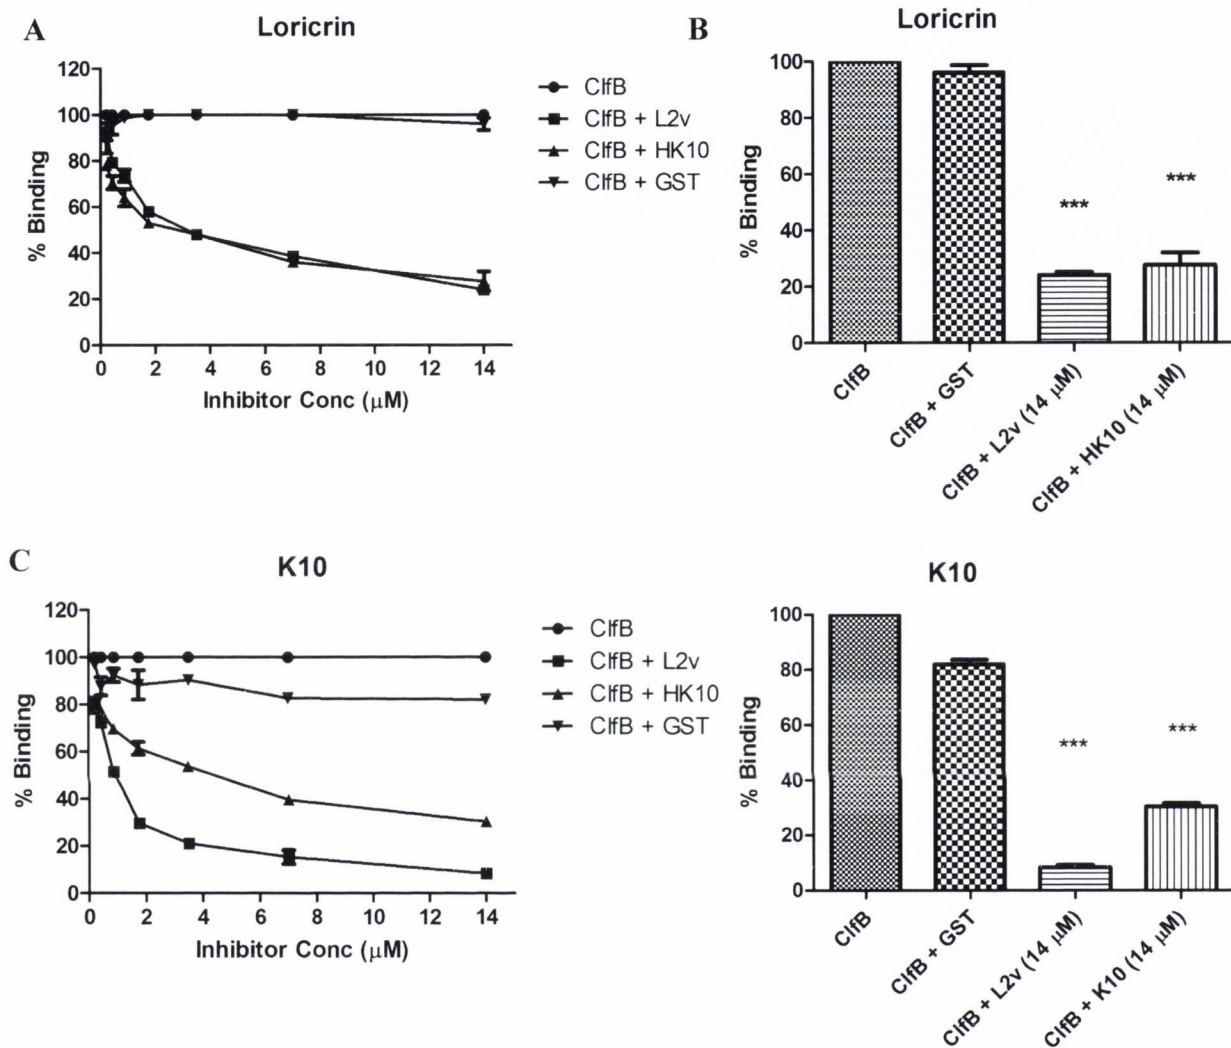 A
Loricrin
120
100
80
60
40
20
0
% Binding
0 2 4 6 8 10 12 14
Inhibitor Conc (μM)
ClfB
ClfB + L2v
ClfB + HK10
ClfB + GST
B
Loricrin
100
80
60
40
20
0
% Binding
***
***
ClfB
ClfB + GST
ClfB + L2v (14 μM)
ClfB + HK10 (14 μM)
C
K10
120
100
80
60
40
20
0
% Binding
0 2 4 6 8 10 12 14
Inhibitor Conc (μM)
ClfB
ClfB + L2v
ClfB + HK10
ClfB + GST
K10
100
80
60
40
20
0
% Binding
***
***
ClfB
ClfB + GST
ClfB + L2v (14 μM)
ClfB + K10 (14 μM)